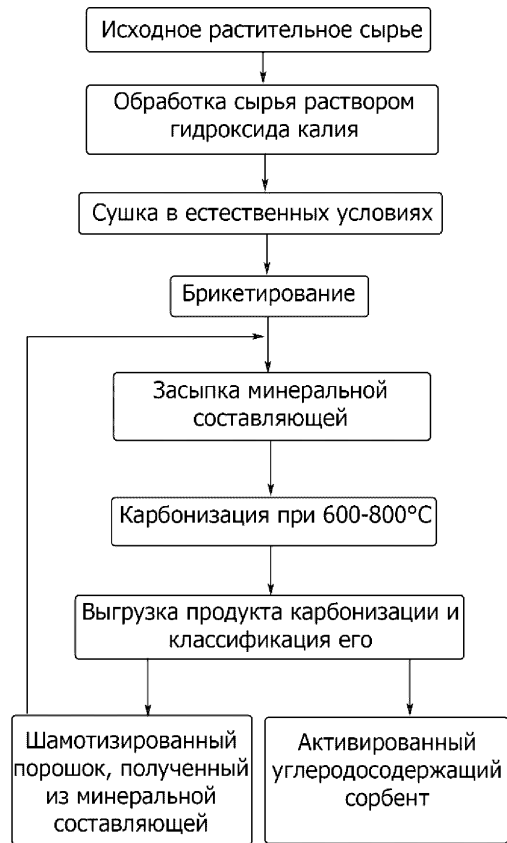 Исходное растительное сырье
Обработка сырья раствором
гидроксида калия
Сушка в естественных условиях
Брикетирование
Засыпка минеральной
составляющей
Карбонизация при 600-800°С
Выгрузка продукта карбонизации и
классификация его
Шамотизированный
порошок, полученный
из минеральной
составляющей
Активированный
углеродосодержащий
сорбент